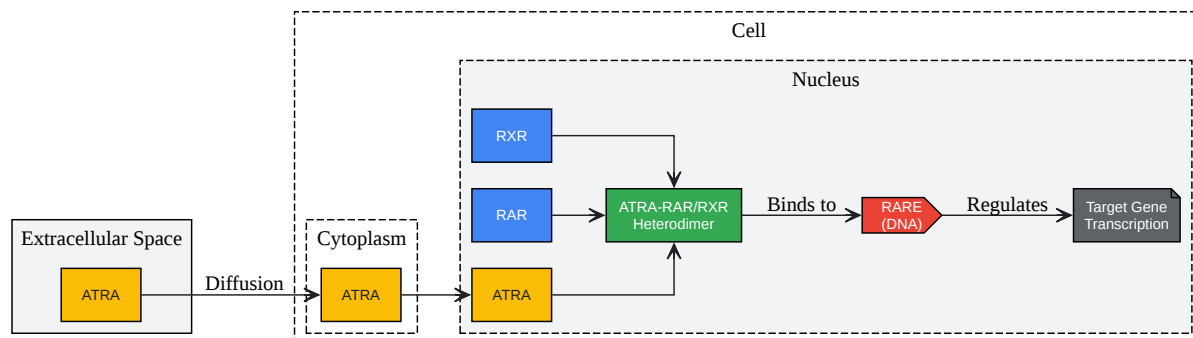 Cell
Nucleus
RXR
RAR
ATRA-RAR/RXR
Heterodimer
Binds to
RARE
(DNA)
Regulates
Target Gene
Transcription
Extracellular Space
ATRA
Diffusion
Cytoplasm
ATRA
ATRA